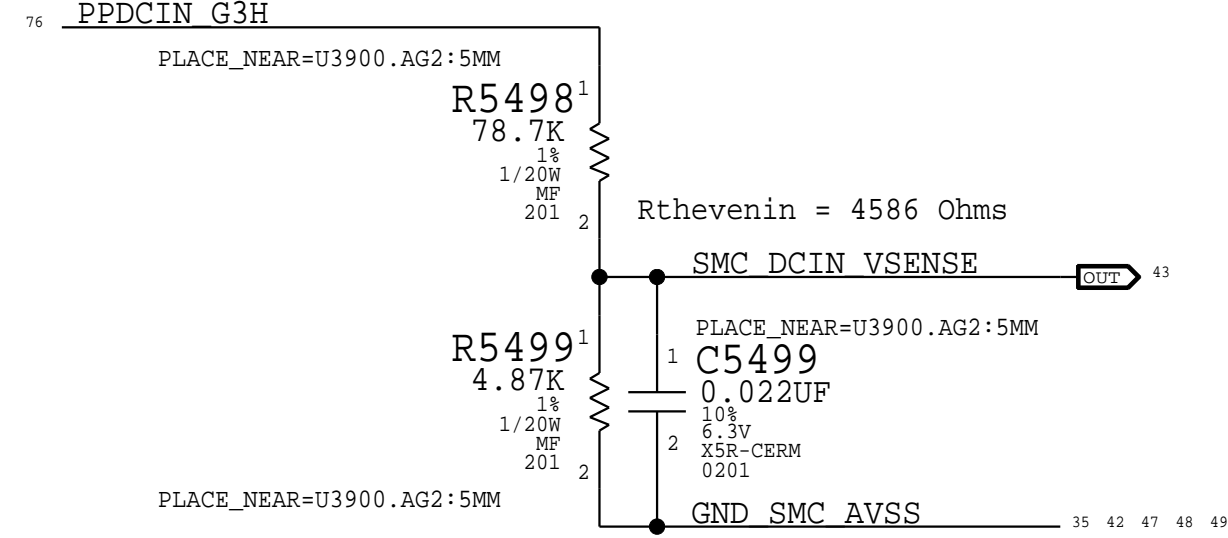 76 PPDCIN_G3H
PLACE_NEAR=U3900.AG2:5MM
R5498 1
78.7K
1%
1/20W
MF
201 2
Rthevenin = 4586 Ohms
SMC_DCIN_VSENSE OUT 43
PLACE_NEAR=U3900.AG2:5MM
R5499 1
4.87K
1%
1/20W
MF
201 2
1 C5499
0.022UF
10%
6.3V
2 X5R-CERM
0201
PLACE_NEAR=U3900.AG2:5MM
GND_SMC_AVSS 35 42 47 48 49